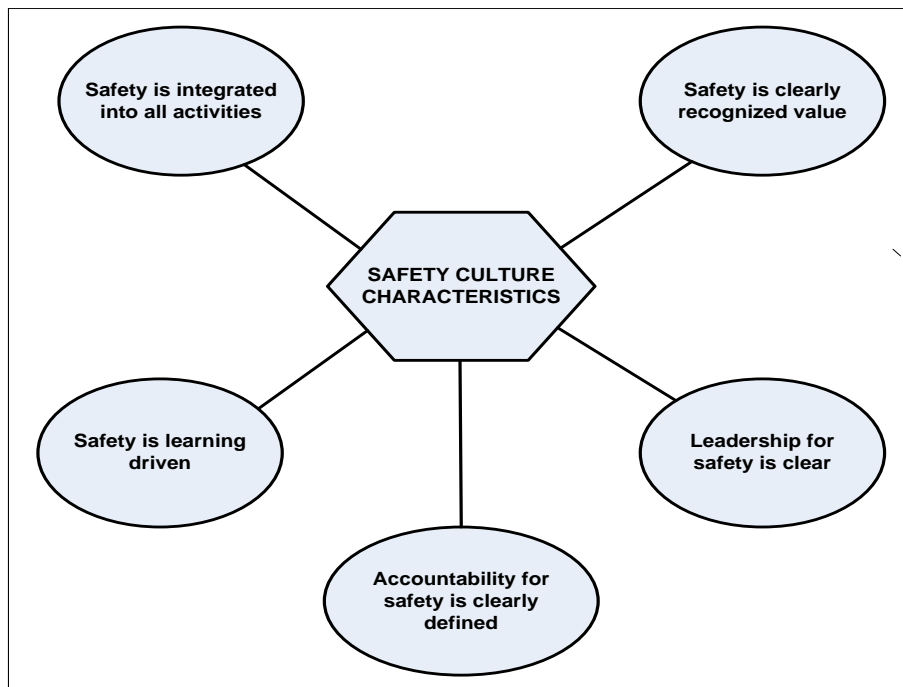 Safety is integrated
into all activities
Safety is clearly
recognized value
SAFETY CULTURE
CHARACTERISTICS
Safety is learning
driven
Leadership for
safety is clear
Accountability for
safety is clearly
defined